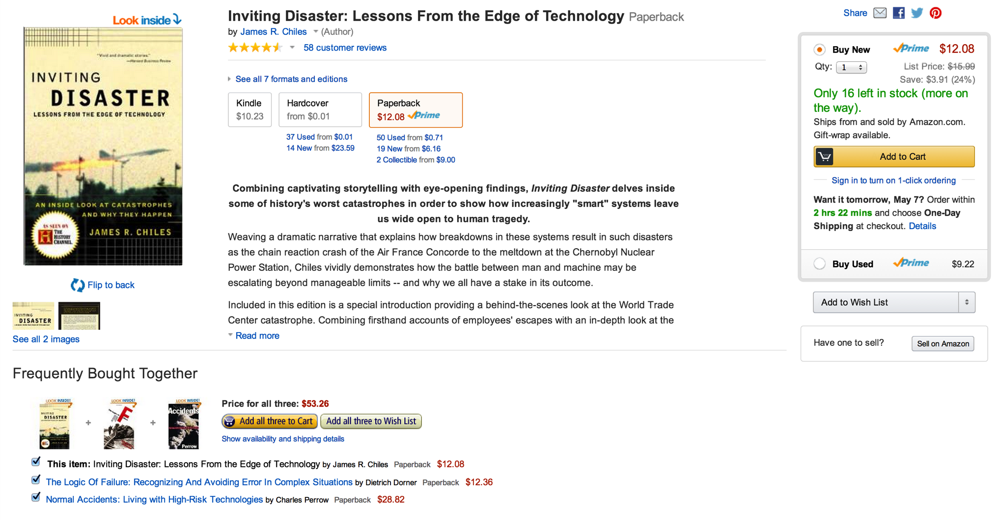 Look inside
"Vivid and dramatic stories."
—Harvard Business Review
INVITING
DISASTER
LESSONS FROM THE EDGE OF TECHNOLOGY
AN INSIDE LOOK AT CATASTROPHES
AND WHY THEY HAPPEN
AS SEEN ON
H THE
HISTORY
CHANNEL
JAMES R. CHILES
Flip to back
INVITING
DISASTER
See all 2 images
Inviting Disaster: Lessons From the Edge of Technology Paperback
by James R. Chiles (Author)
58 customer reviews
See all 7 formats and editions
Kindle
$10.23
Hardcover
from $0.01
Paperback
$12.08 Prime
37 Used from $0.01
14 New from $23.59
50 Used from $0.71
19 New from $6.16
2 Collectible from $9.00
Combining captivating storytelling with eye-opening findings, Inviting Disaster delves inside
some of history's worst catastrophes in order to show how increasingly "smart" systems leave
us wide open to human tragedy.
Weaving a dramatic narrative that explains how breakdowns in these systems result in such disasters
as the chain reaction crash of the Air France Concorde to the meltdown at the Chernobyl Nuclear
Power Station, Chiles vividly demonstrates how the battle between man and machine may be
escalating beyond manageable limits -- and why we all have a stake in its outcome.
Included in this edition is a special introduction providing a behind-the-scenes look at the World Trade
Center catastrophe. Combining firsthand accounts of employees' escapes with an in-depth look at the
Read more
Share
Buy New Prime $12.08
Qty: 1 List Price: $15.99
Save: $3.91 (24%)
Only 16 left in stock (more on
the way).
Ships from and sold by Amazon.com.
Gift-wrap available.
Add to Cart
Sign in to turn on 1-click ordering
Want it tomorrow, May 7? Order within
2 hrs 22 mins and choose One-Day
Shipping at checkout. Details
Buy Used Prime $9.22
Add to Wish List
Have one to sell? Sell on Amazon
Frequently Bought Together
LOOK INSIDE!
INVITING
DISASTER
+
LOOK INSIDE!
F
+
LOOK INSIDE!
Accidents
Perrow
Price for all three: $53.26
Add all three to Cart Add all three to Wish List
Show availability and shipping details
This item: Inviting Disaster: Lessons From the Edge of Technology by James R. Chiles Paperback $12.08
The Logic Of Failure: Recognizing And Avoiding Error In Complex Situations by Dietrich Dorner Paperback $12.36
Normal Accidents: Living with High-Risk Technologies by Charles Perrow Paperback $28.82